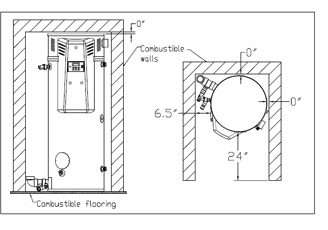 0"
Combustible
walls
0"
0"
6.5"
24"
Combustible flooring